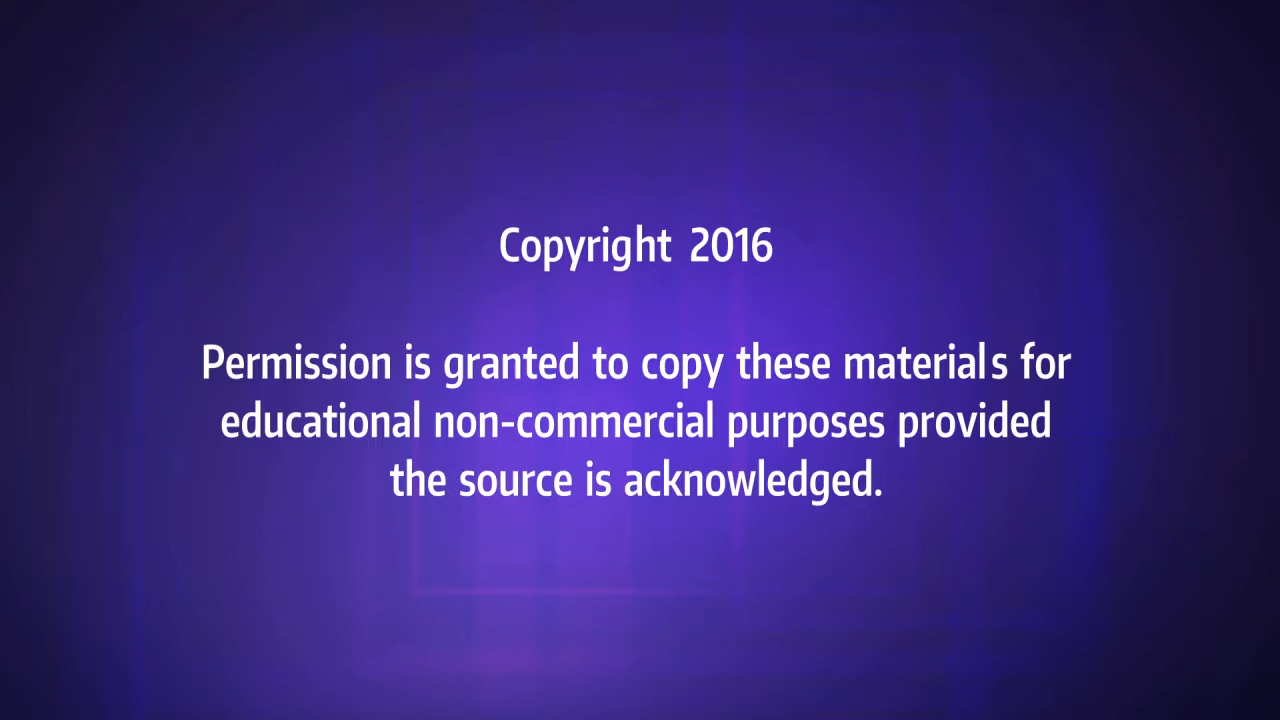 Copyright 2016
Permission is granted to copy these materials for
educational non-commercial purposes provided
the source is acknowledged.